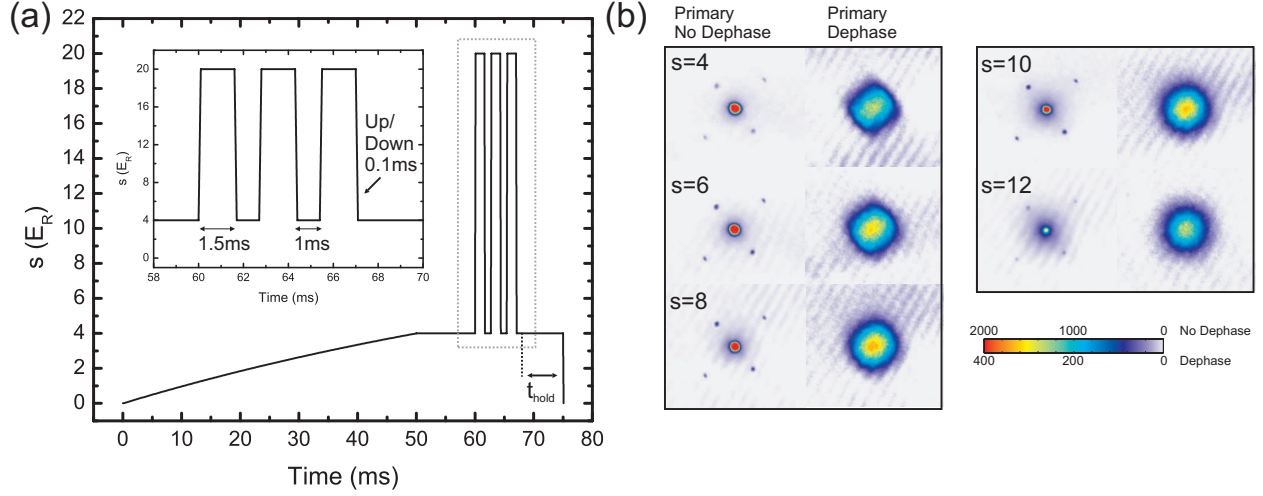 (a)
22
20
18
16
14
12
10
8
6
4
2
0
s (E_R)
0 10 20 30 40 50 60 70 80
Time (ms)
t_hold
20
16
12
8
4
0
s (E_R)
58 60 62 64 66 68 70
Time (ms)
1.5ms
1ms
Up/
Down
0.1ms
(b)
Primary
No Dephase
Primary
Dephase
s=4
s=6
s=8
s=10
s=12
2000 1000 0 No Dephase
400 200 0 Dephase